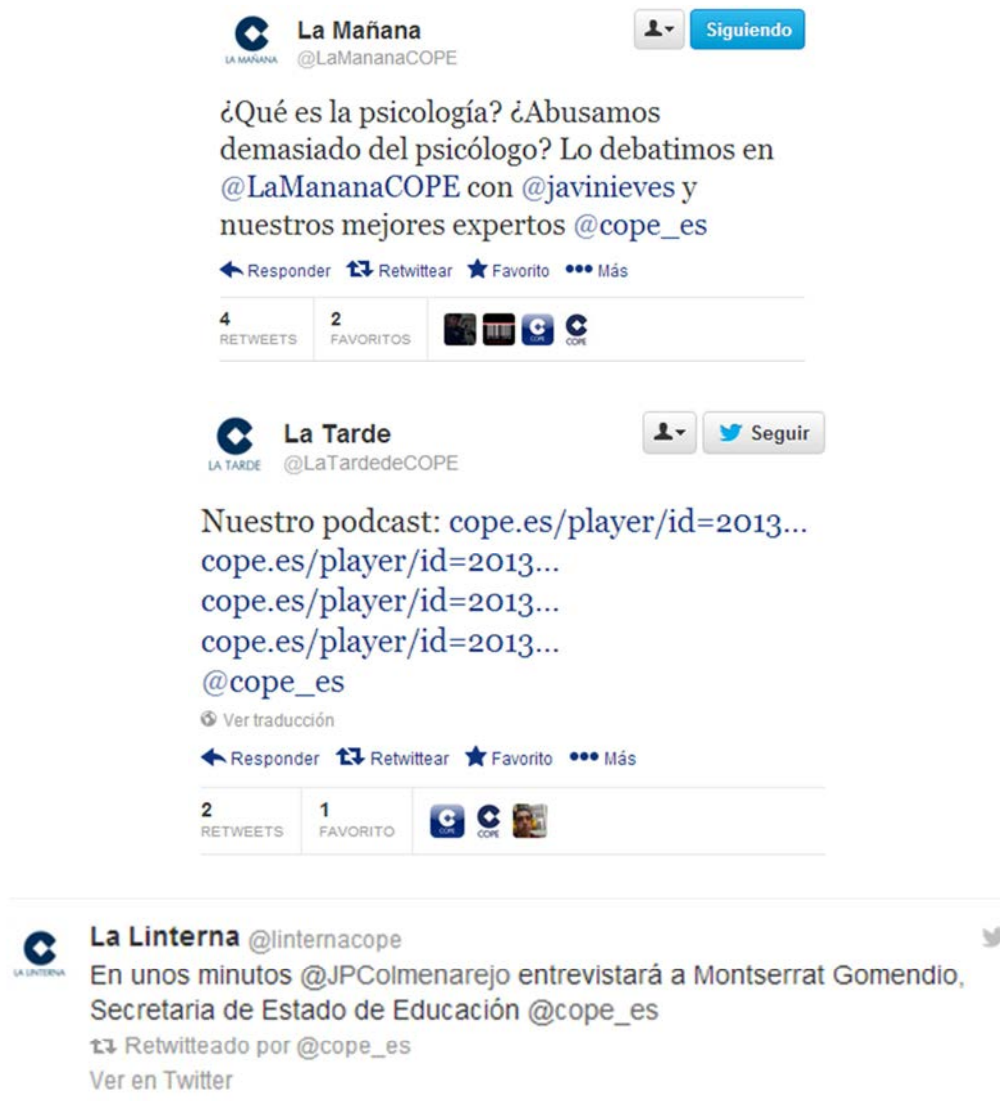 La Mañana
Siguiendo
LA MAÑANA
@LaMananaCOPE
¿Qué es la psicología? ¿Abusamos
demasiado del psicólogo? Lo debatimos en
@LaMananaCOPE con @javinieves y
nuestros mejores expertos @cope_es
Responder Retwittear Favorito Más
4
RETWEETS
2
FAVORITOS
COPE
COPE
La Tarde
Seguir
LA TARDE
@LaTardedeCOPE
Nuestro podcast: cope.es/player/id=2013...
cope.es/player/id=2013...
cope.es/player/id=2013...
cope.es/player/id=2013...
@cope_es
Ver traducción
Responder Retwittear Favorito Más
2
RETWEETS
1
FAVORITO
COPE
COPE
La Linterna @linternacope
LA LINTERNA
En unos minutos @JPColmenarejo entrevistará a Montserrat Gomendio,
Secretaria de Estado de Educación @cope_es
Retwitteado por @cope_es
Ver en Twitter